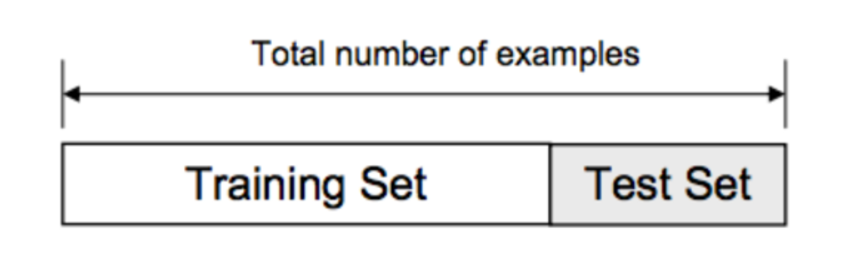 Total number of examples
Training Set
Test Set